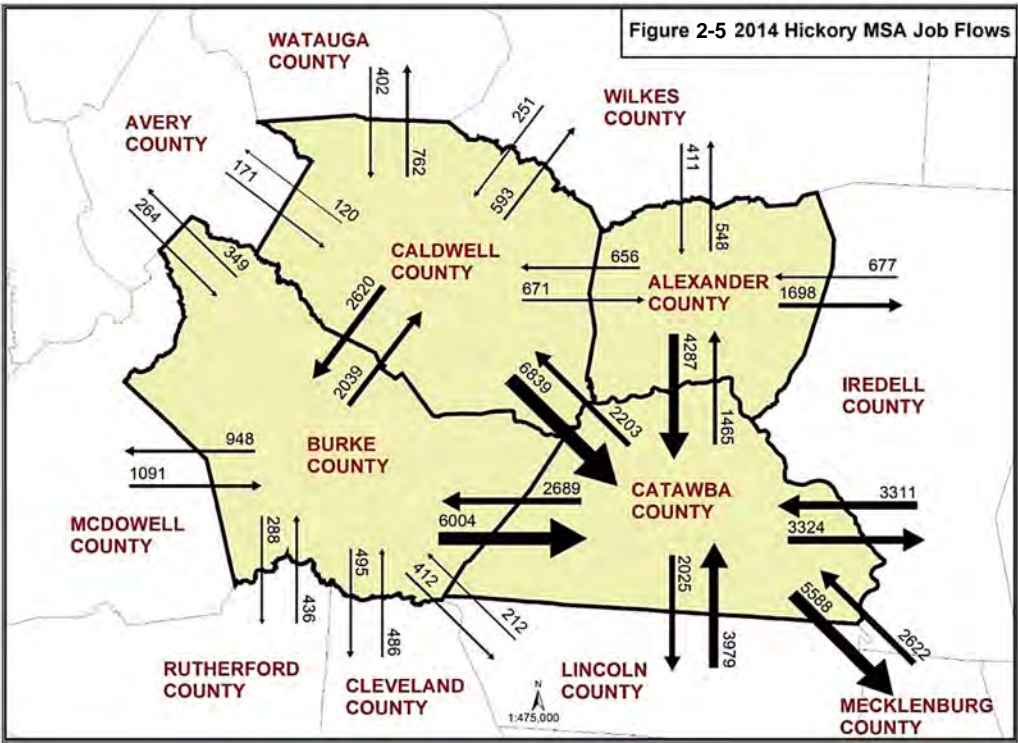 Figure 2-5 2014 Hickory MSA Job Flows
WATAUGA
COUNTY
402
762
251
593
WILKES
COUNTY
AVERY
COUNTY
171
120
264
349
411
548
CALDWELL
COUNTY
656
671
ALEXANDER
COUNTY
677
1698
2620
2039
4287
1465
6839
2203
IREDELL
COUNTY
BURKE
COUNTY
948
1091
2689
6004
CATAWBA
COUNTY
3311
3324
MCDOWELL
COUNTY
288
436
495
486
412
212
2025
3979
5588
2622
RUTHERFORD
COUNTY
CLEVELAND
COUNTY
N
1:475,000
LINCOLN
COUNTY
MECKLENBURG
COUNTY